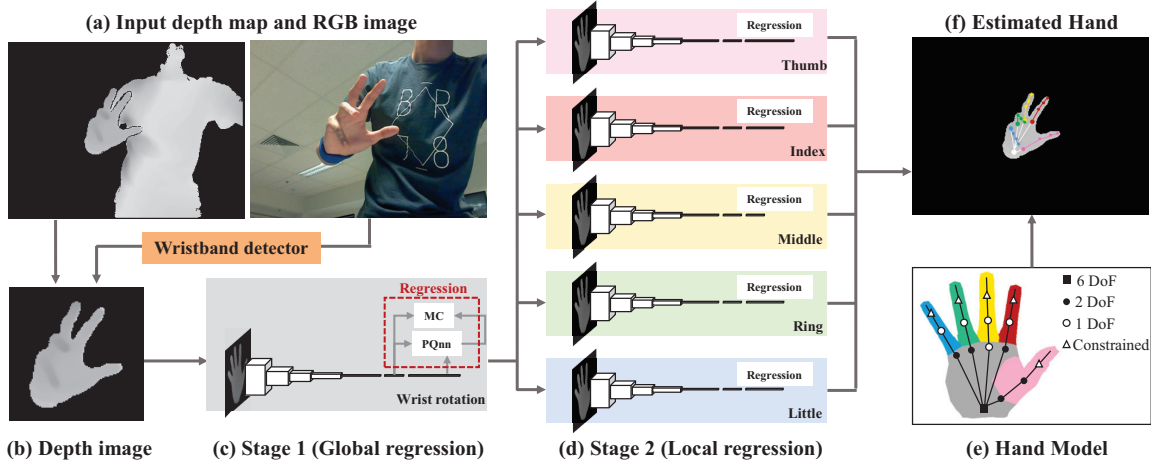 (a) Input depth map and RGB image
(f) Estimated Hand
Regression
Thumb
Regression
Index
Regression
Middle
Regression
Ring
Regression
Little
Wristband detector
Regression
MC
PQnn
Wrist rotation
6 DoF
2 DoF
1 DoF
Constrained
(b) Depth image
(c) Stage 1 (Global regression)
(d) Stage 2 (Local regression)
(e) Hand Model